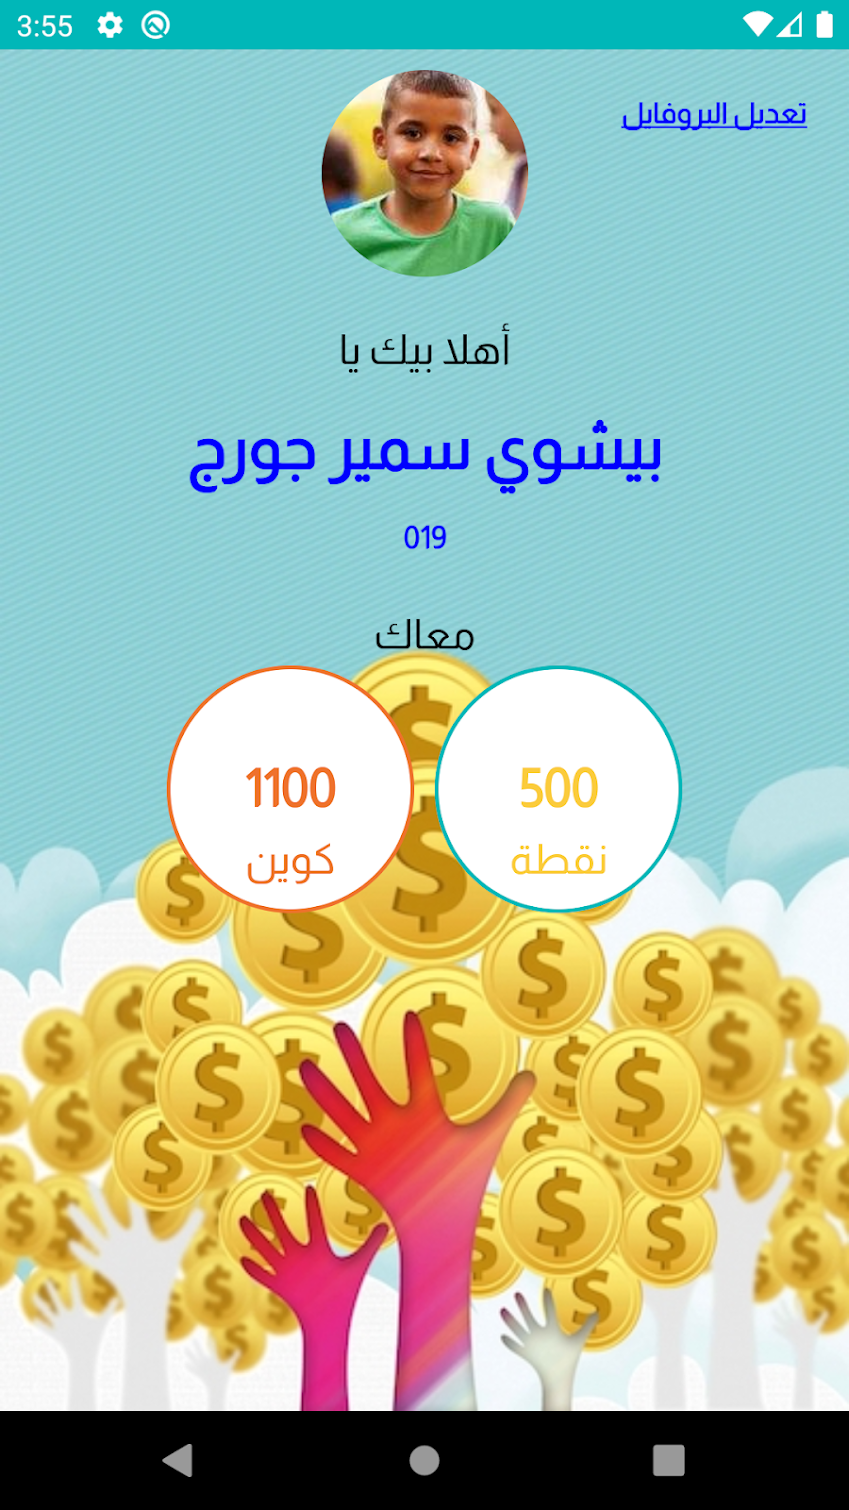 3:55
تعديل البروفايل
أهلا بيك يا
بيشوي سمير جورج
019
معاك
500
نقطة
1100
كوين